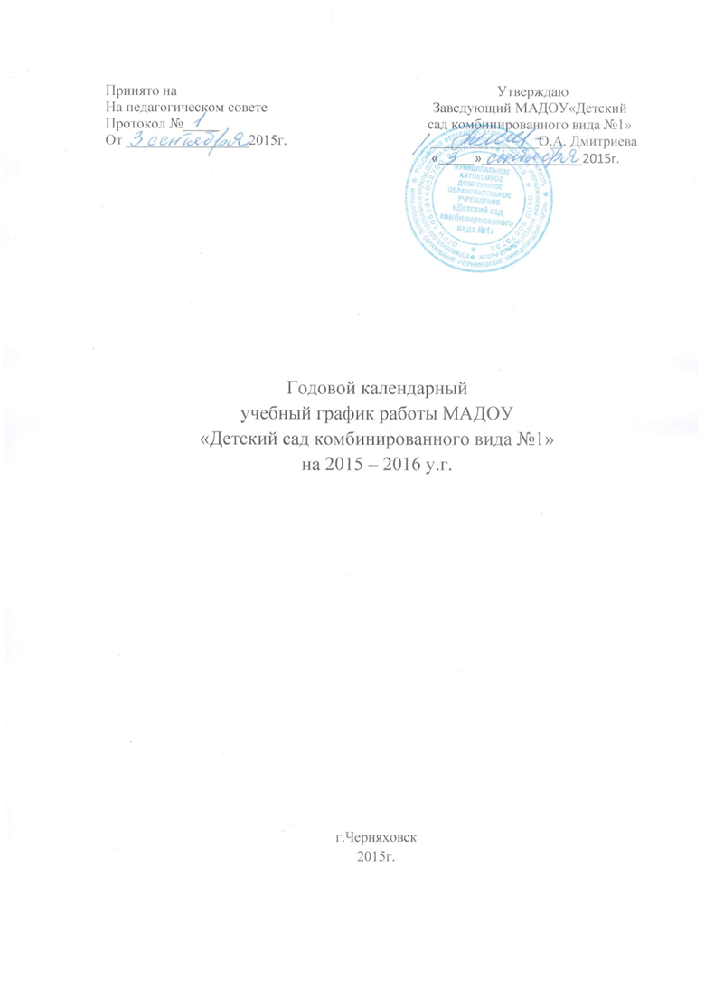 Принято на
На педагогическом совете
Протокол № 1
От 3 сентября 2015г.
Утверждаю
Заведующий МАДОУ«Детский
сад комбинированного вида №1»
О.А. Дмитриева
« 3 » сентября 2015г.
МУНИЦИПАЛЬНОЕ
АВТОНОМНОЕ
ДОШКОЛЬНОЕ
ОБРАЗОВАТЕЛЬНОЕ
УЧРЕЖДЕНИЕ
«Детский сад
комбинированного
вида №1»
Годовой календарный
учебный график работы МАДОУ
«Детский сад комбинированного вида №1»
на 2015 – 2016 у.г.
г.Черняховск
2015г.